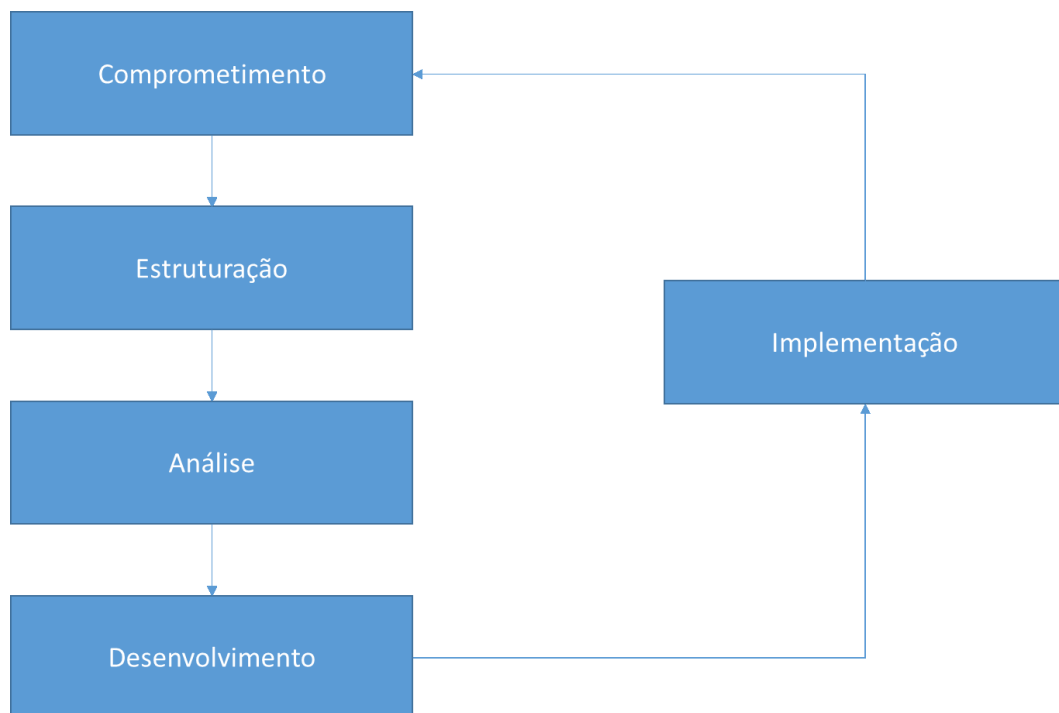 Comprometimento
Estruturação
Implementação
Análise
Desenvolvimento